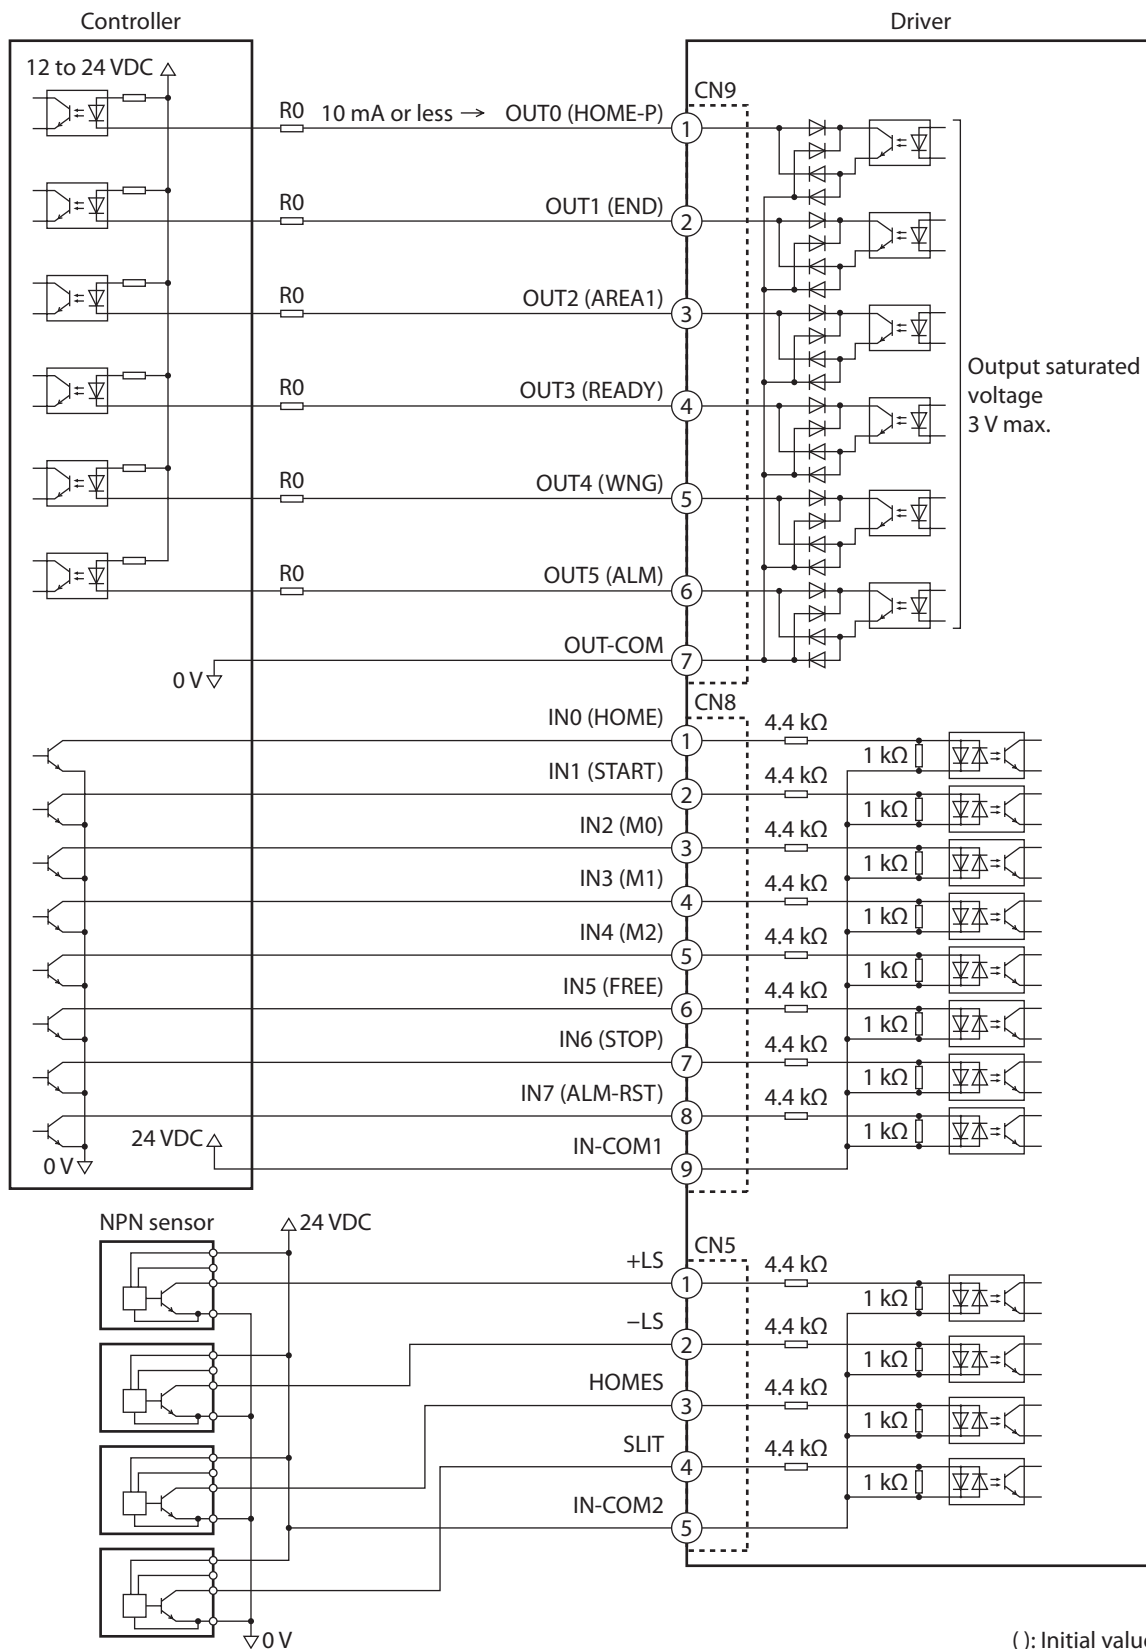 Controller
Driver
12 to 24 VDC
CN9
R0
10 mA or less →
OUT0 (HOME-P)
1
R0
OUT1 (END)
2
R0
OUT2 (AREA1)
3
R0
OUT3 (READY)
4
R0
OUT4 (WNG)
5
R0
OUT5 (ALM)
6
OUT-COM
7
0 V
Output saturated
voltage
3 V max.
CN8
IN0 (HOME)
1
4.4 kΩ
1 kΩ
IN1 (START)
2
4.4 kΩ
1 kΩ
IN2 (M0)
3
4.4 kΩ
1 kΩ
IN3 (M1)
4
4.4 kΩ
1 kΩ
IN4 (M2)
5
4.4 kΩ
1 kΩ
IN5 (FREE)
6
4.4 kΩ
1 kΩ
IN6 (STOP)
7
4.4 kΩ
1 kΩ
IN7 (ALM-RST)
8
4.4 kΩ
1 kΩ
24 VDC
IN-COM1
9
0 V
NPN sensor
24 VDC
CN5
+LS
1
4.4 kΩ
1 kΩ
−LS
2
4.4 kΩ
1 kΩ
HOMES
3
4.4 kΩ
1 kΩ
SLIT
4
4.4 kΩ
1 kΩ
IN-COM2
5
0 V
( ): Initial value